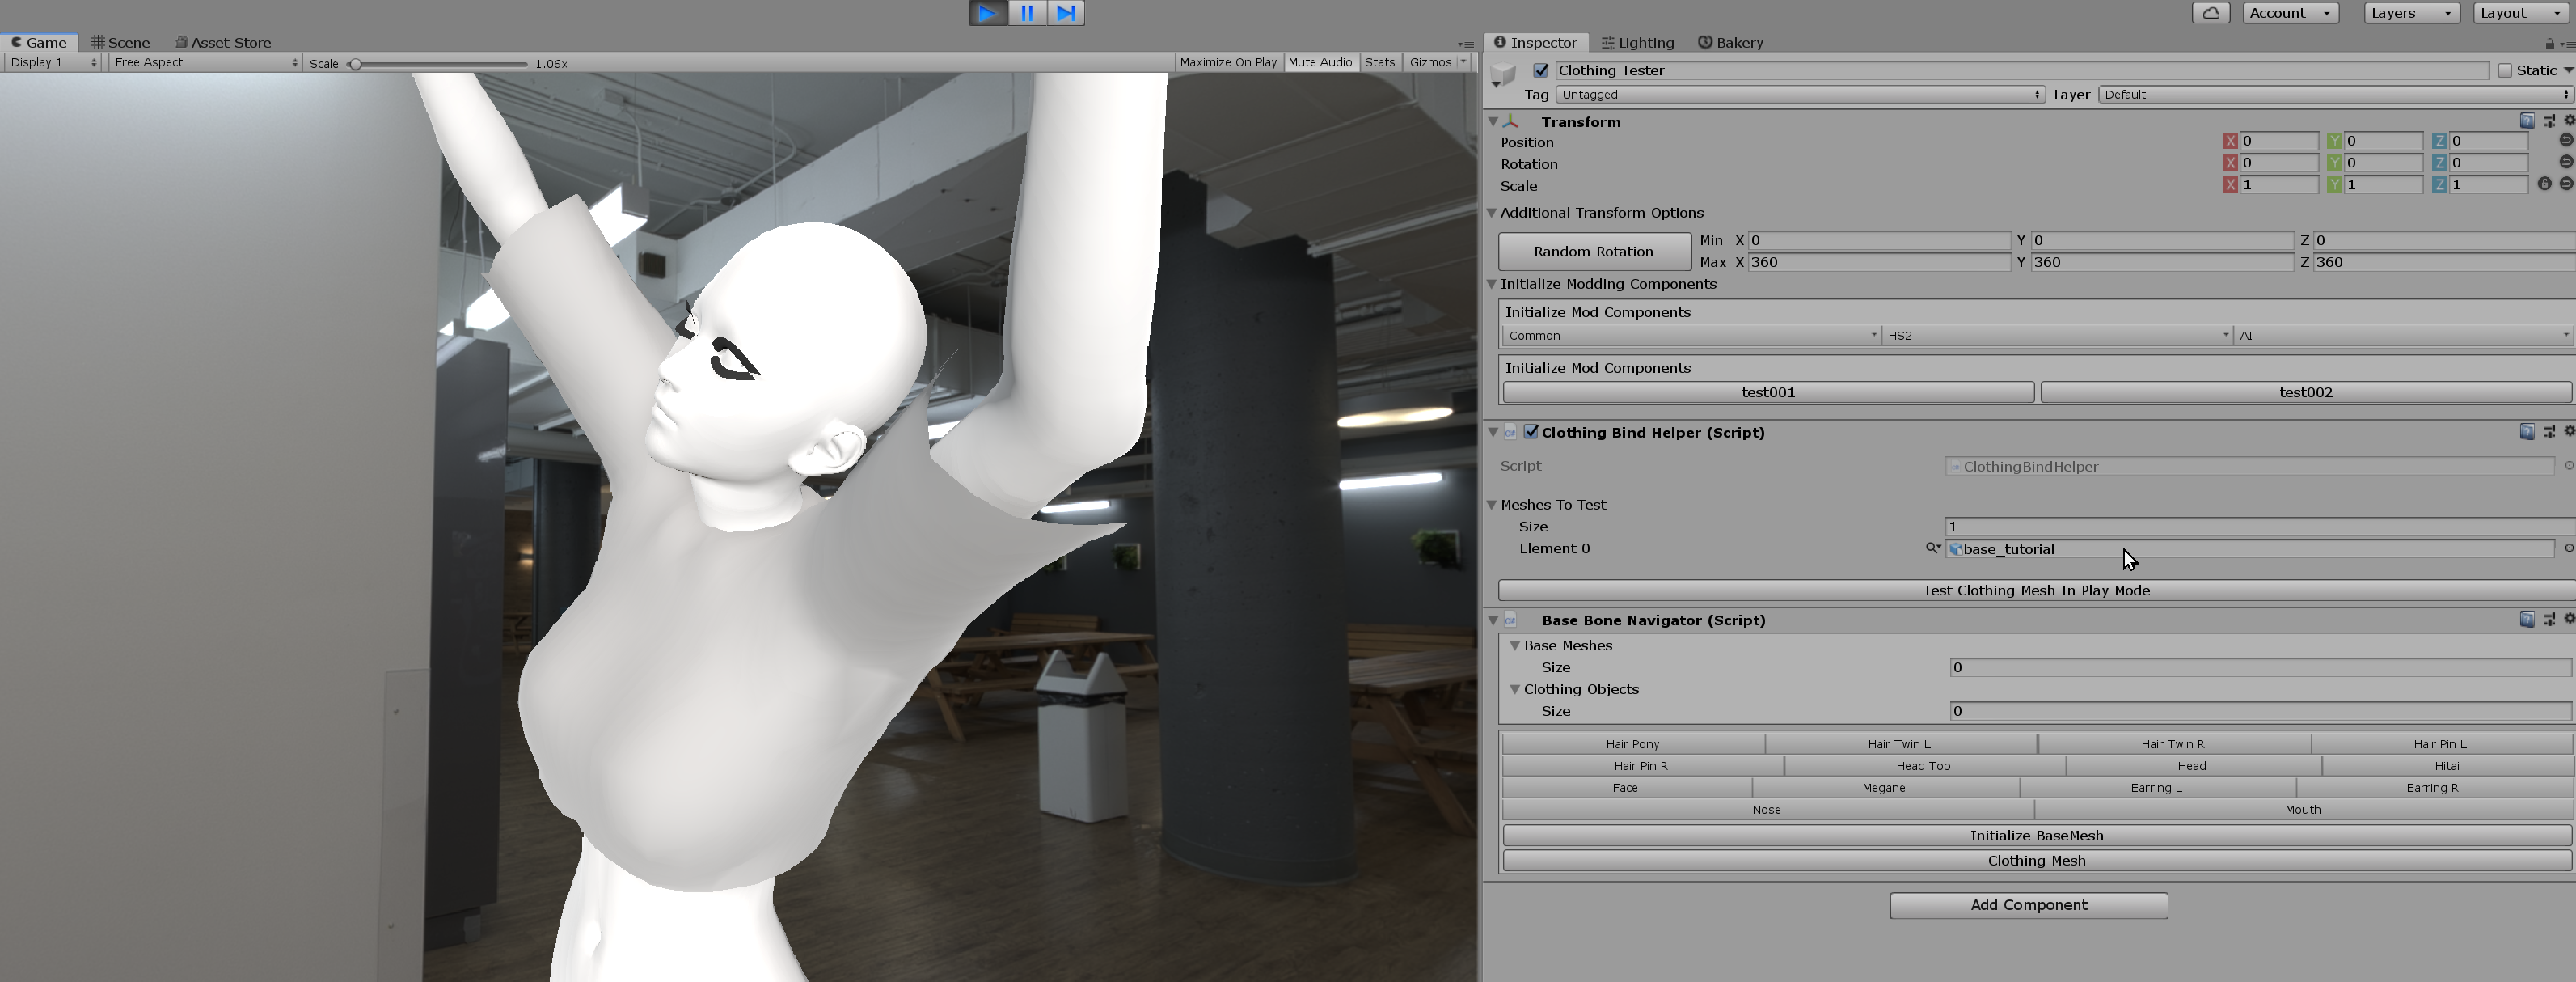 Account
Layers
Layout
Game
Scene
Asset Store
Inspector
Lighting
Bakery
Display 1
Free Aspect
Scale
1.06x
Maximize On Play
Mute Audio
Stats
Gizmos
Clothing Tester
Static
Tag
Untagged
Layer
Default
Transform
Position
X 0
Y 0
Z 0
Rotation
X 0
Y 0
Z 0
Scale
X 1
Y 1
Z 1
Additional Transform Options
Random Rotation
Min X 0 Y 0 Z 0
Max X 360 Y 360 Z 360
Initialize Modding Components
Initialize Mod Components
Common
HS2
AI
Initialize Mod Components
test001
test002
Clothing Bind Helper (Script)
Script
ClothingBindHelper
Meshes To Test
Size
1
Element 0
base_tutorial
Test Clothing Mesh In Play Mode
Base Bone Navigator (Script)
Base Meshes
Size
0
Clothing Objects
Size
0
Hair Pony
Hair Twin L
Hair Twin R
Hair Pin L
Hair Pin R
Head Top
Head
Hitai
Face
Megane
Earring L
Earring R
Nose
Mouth
Initialize BaseMesh
Clothing Mesh
Add Component